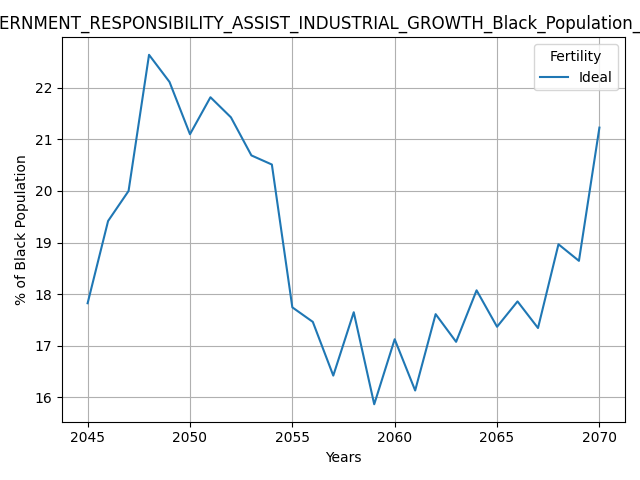 ERNMENT_RESPONSIBILITY_ASSIST_INDUSTRIAL_GROWTH_Black_Population_
Fertility
Ideal
% of Black Population
22
21
20
19
18
17
16
2045 2050 2055 2060 2065 2070
Years